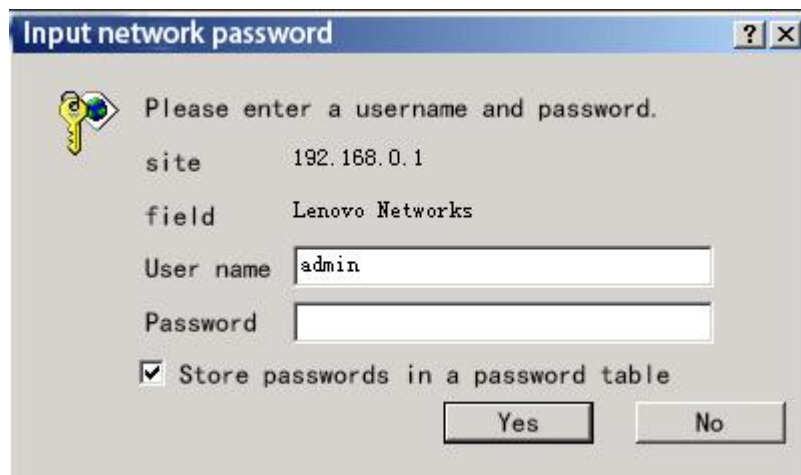 Input network password
? ×
Please enter a username and password.
site 192.168.0.1
field Lenovo Networks
User name admin
Password
Store passwords in a password table
Yes No